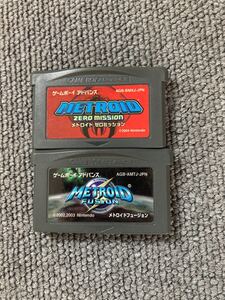 GAME BOY ADVANCE
ゲームボーイ アドバンス AGB-BMXJ-JPN
METROID
ZERO MISSION
メトロイド ゼロミッション
©2004 Nintendo
ゲームボーイ アドバンス AGB-AMTJ-JPN
METROID
FUSION
©2002,2003 Nintendo メトロイドフュージョン